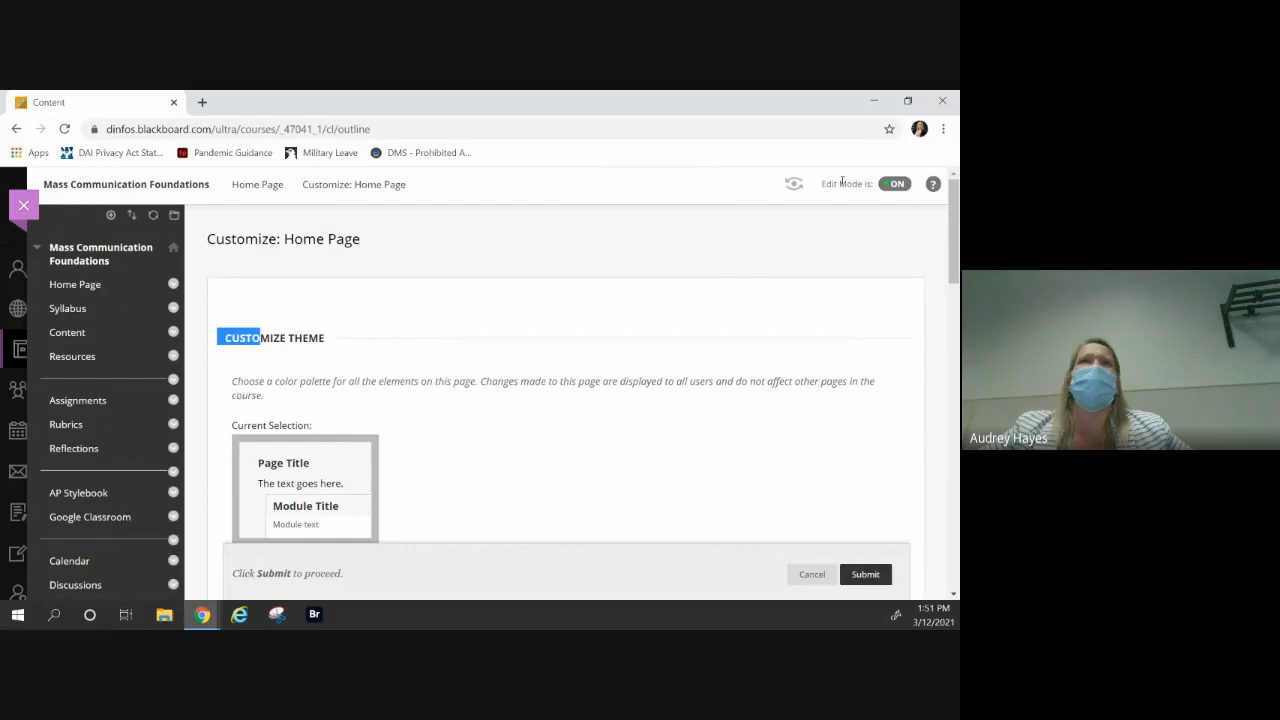 Content
dinfos.blackboard.com/ultra/courses/_47041_1/cl/outline
Apps
DAI Privacy Act Stat...
Pandemic Guidance
Military Leave
DMS - Prohibited A...
Mass Communication Foundations
Home Page
Customize: Home Page
Edit Mode is:
ON
?
Mass Communication
Foundations
Home Page
Syllabus
Content
Resources
Assignments
Rubrics
Reflections
AP Stylebook
Google Classroom
Calendar
Discussions
Customize: Home Page
CUSTOMIZE THEME
Choose a color palette for all the elements on this page. Changes made to this page are displayed to all users and do not affect other pages in the
course.
Current Selection:
Page Title
The text goes here.
Module Title
Module text
Click Submit to proceed.
Cancel
Submit
Br
1:51 PM
3/12/2021
Audrey Hayes